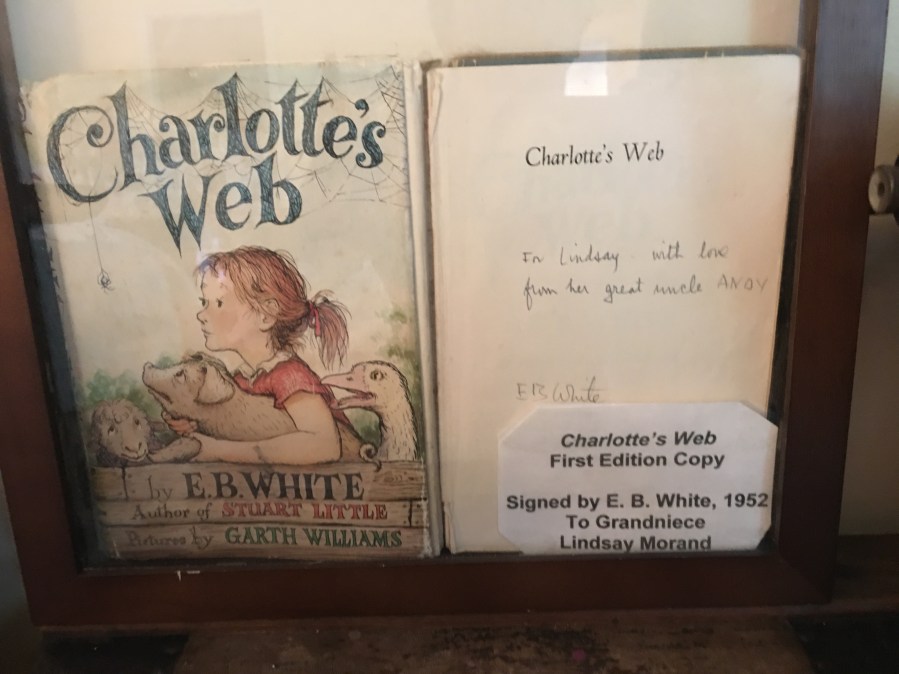 Charlotte's
Web
by E.B. WHITE
Author of STUART LITTLE
Pictures by GARTH WILLIAMS
Charlotte's Web
For Lindsay with love
from her great uncle ANDY
E B White
Charlotte's Web
First Edition Copy
Signed by E. B. White, 1952
To Grandniece
Lindsay Morand